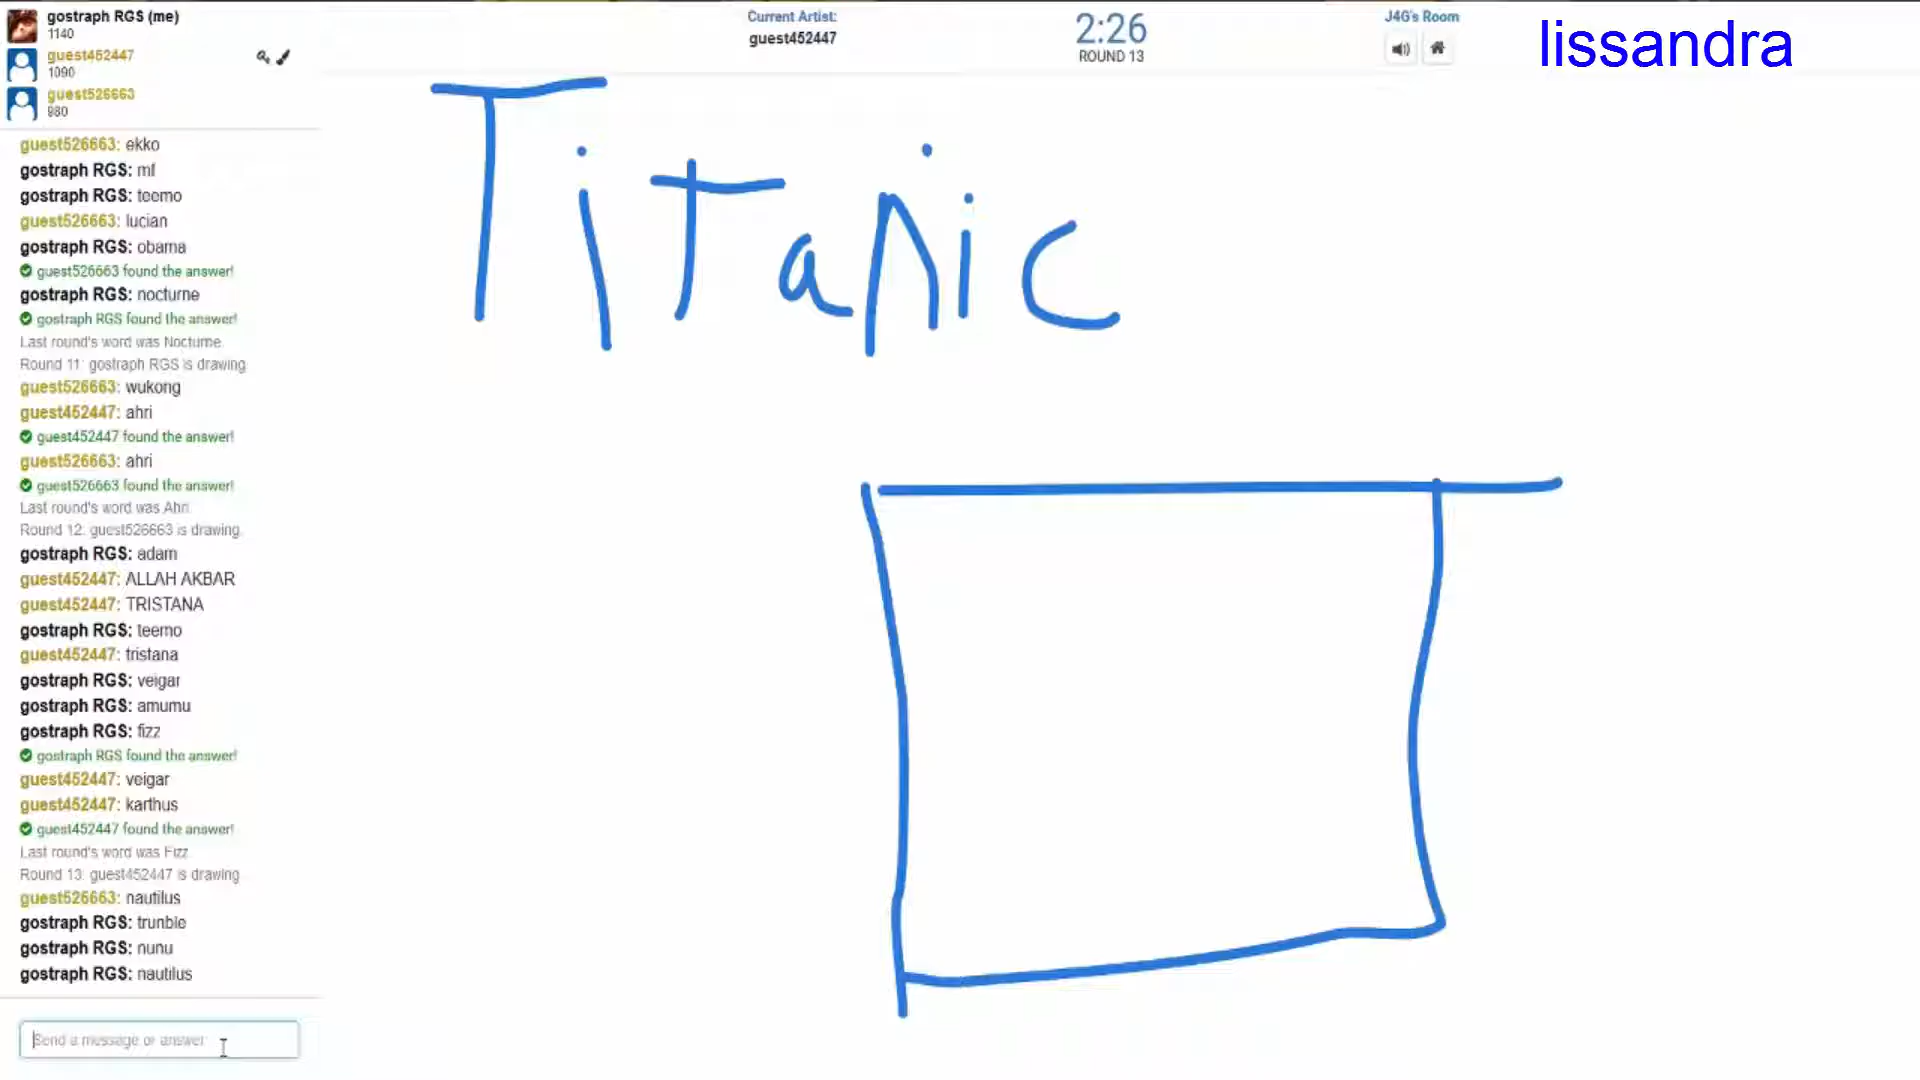 gostraph RGS (me)
1140
guest452447
1090
guest526663
980
guest526663: ekko
gostraph RGS: mf
gostraph RGS: teemo
guest526663: lucian
gostraph RGS: obama
guest526663 found the answer!
gostraph RGS: nocturne
gostraph RGS found the answer!
Last round's word was Nocturne.
Round 11: gostraph RGS is drawing.
guest526663: wukong
guest452447: ahri
guest452447 found the answer!
guest526663: ahri
guest526663 found the answer!
Last round's word was Ahri.
Round 12: guest526663 is drawing.
gostraph RGS: adam
guest452447: ALLAH AKBAR
guest452447: TRISTANA
gostraph RGS: teemo
guest452447: tristana
gostraph RGS: veigar
gostraph RGS: amumu
gostraph RGS: fizz
gostraph RGS found the answer!
guest452447: veigar
guest452447: karthus
guest452447 found the answer!
Last round's word was Fizz.
Round 13: guest452447 is drawing.
guest526663: nautilus
gostraph RGS: trunble
gostraph RGS: nunu
gostraph RGS: nautilus
Send a message or answer
Current Artist:
guest452447
2:26
ROUND 13
J4G's Room
lissandra
Titanic